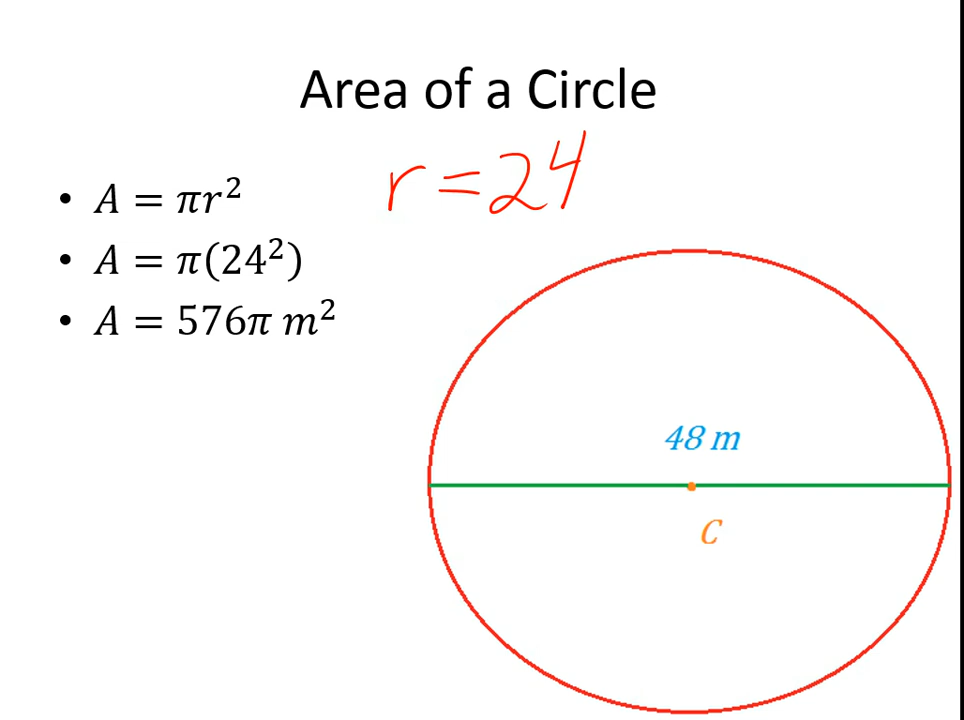 Area of a Circle
r = 24
• A = πr²
• A = π(24²)
• A = 576π m²
48 m
C